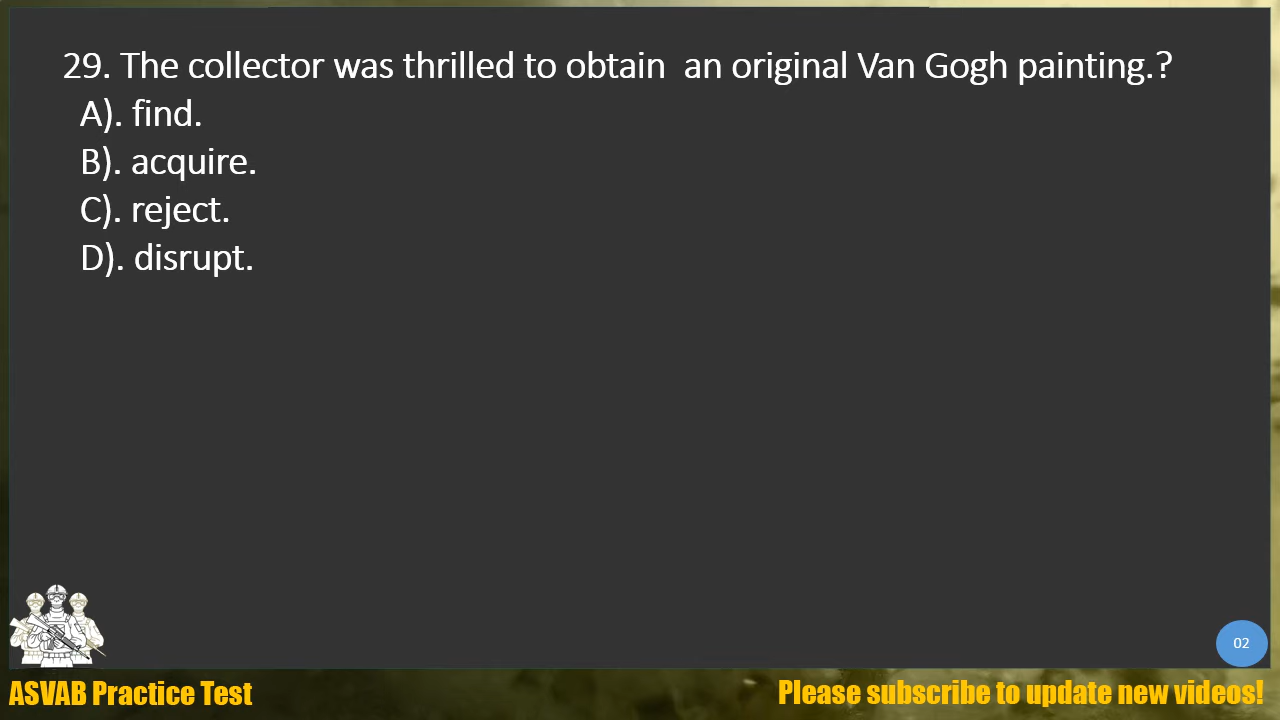 29. The collector was thrilled to obtain  an original Van Gogh painting.?
A). find.
B). acquire.
C). reject.
D). disrupt.
02
ASVAB Practice Test
Please subscribe to update new videos!